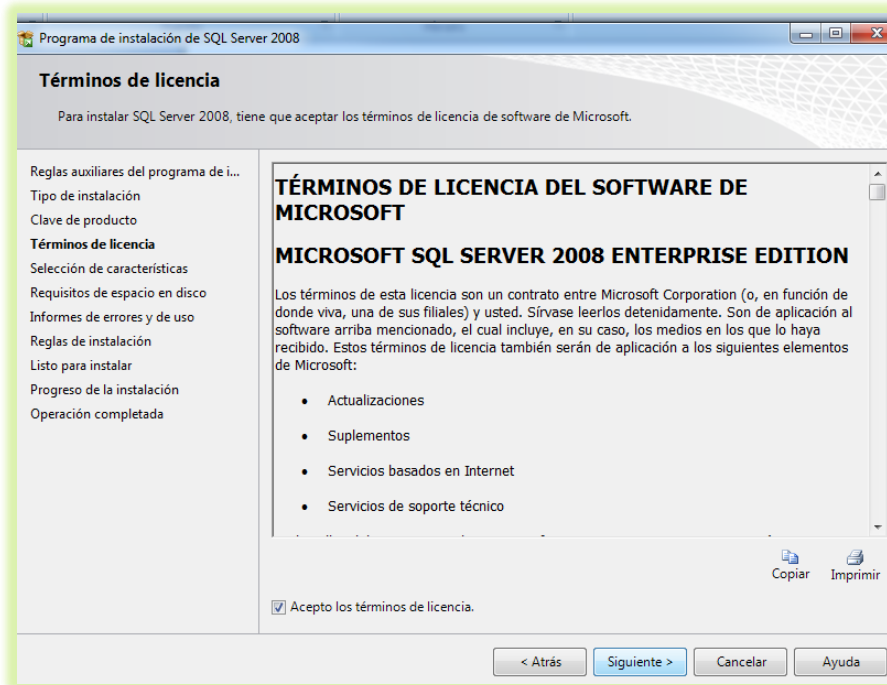 Programa de instalación de SQL Server 2008
Términos de licencia
Para instalar SQL Server 2008, tiene que aceptar los términos de licencia de software de Microsoft.
Reglas auxiliares del programa de i...
Tipo de instalación
Clave de producto
Términos de licencia
Selección de características
Requisitos de espacio en disco
Informes de errores y de uso
Reglas de instalación
Listo para instalar
Progreso de la instalación
Operación completada
TÉRMINOS DE LICENCIA DEL SOFTWARE DE
MICROSOFT
MICROSOFT SQL SERVER 2008 ENTERPRISE EDITION
Los términos de esta licencia son un contrato entre Microsoft Corporation (o, en función de
donde viva, una de sus filiales) y usted. Sírvase leerlos detenidamente. Son de aplicación al
software arriba mencionado, el cual incluye, en su caso, los medios en los que lo haya
recibido. Estos términos de licencia también serán de aplicación a los siguientes elementos
de Microsoft:
• Actualizaciones
• Suplementos
• Servicios basados en Internet
• Servicios de soporte técnico
Copiar Imprimir
Acepto los términos de licencia.
< Atrás Siguiente > Cancelar Ayuda